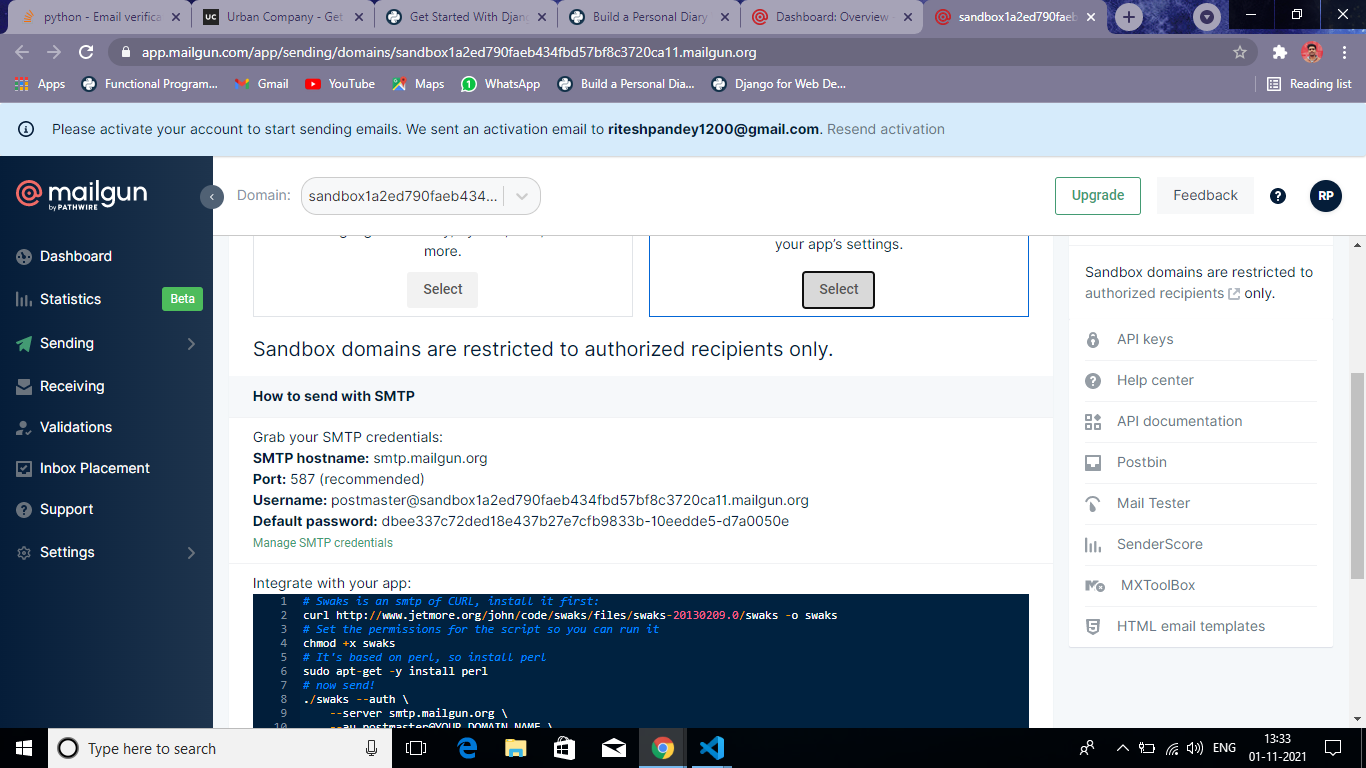 python - Email verifica
Urban Company - Get
Get Started With Djan
Build a Personal Diary
Dashboard: Overview
sandbox1a2ed790faeb
app.mailgun.com/app/sending/domains/sandbox1a2ed790faeb434fbd57bf8c3720ca11.mailgun.org
Apps
Functional Program...
Gmail
YouTube
Maps
WhatsApp
Build a Personal Dia...
Django for Web De...
Reading list
Please activate your account to start sending emails. We sent an activation email to riteshpandey1200@gmail.com. Resend activation
mailgun
by PATHWIRE
Domain:
sandbox1a2ed790faeb434...
Upgrade
Feedback
RP
Dashboard
Statistics
Beta
Sending
Receiving
Validations
Inbox Placement
Support
Settings
more.
Select
your app's settings.
Select
Sandbox domains are restricted to authorized recipients only.
How to send with SMTP
Grab your SMTP credentials:
SMTP hostname: smtp.mailgun.org
Port: 587 (recommended)
Username: postmaster@sandbox1a2ed790faeb434fbd57bf8c3720ca11.mailgun.org
Default password: dbee337c72ded18e437b27e7cfb9833b-10eedde5-d7a0050e
Manage SMTP credentials
Integrate with your app:
1 # Swaks is an smtp of CURL, install it first:
2 curl http://www.jetmore.org/john/code/swaks/files/swaks-20130209.0/swaks -o swaks
3 # Set the permissions for the script so you can run it
4 chmod +x swaks
5 # It's based on perl, so install perl
6 sudo apt-get -y install perl
7 # now send!
8 ./swaks --auth \
9 --server smtp.mailgun.org \
10 --au postmaster@YOUR_DOMAIN_NAME \
Sandbox domains are restricted to
authorized recipients only.
API keys
Help center
API documentation
Postbin
Mail Tester
SenderScore
MXToolBox
HTML email templates
Type here to search
ENG
13:33
01-11-2021